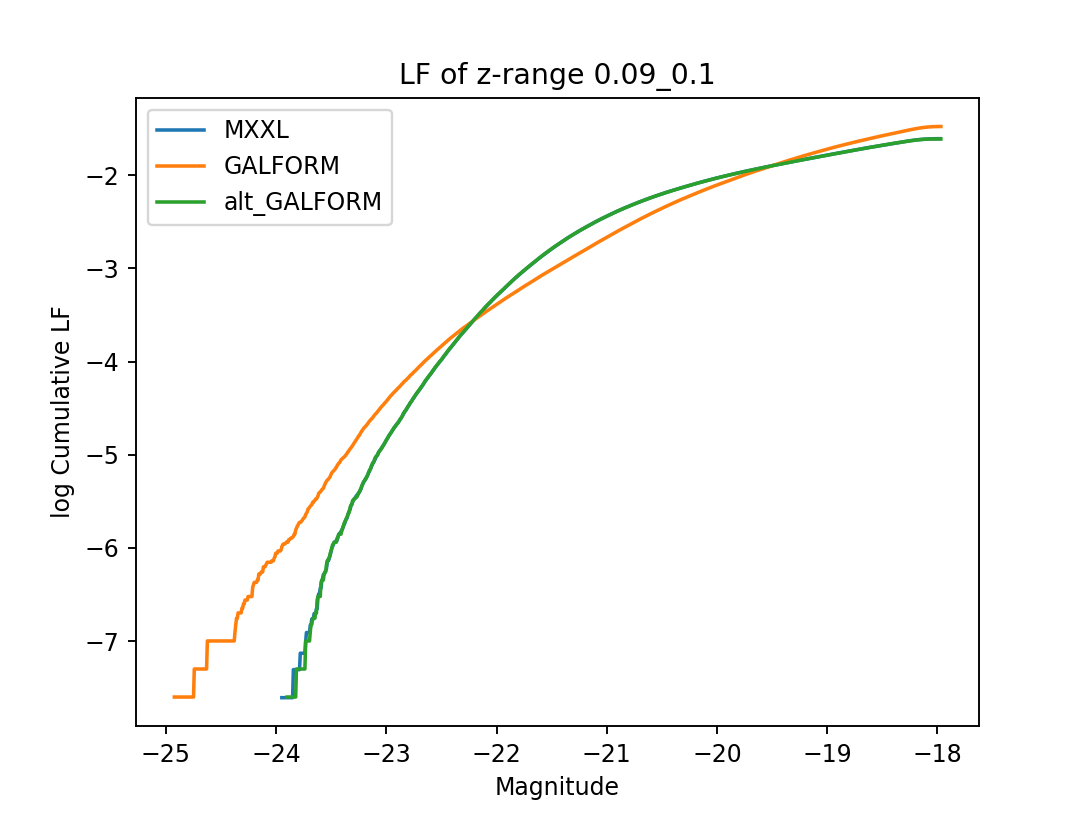 LF of z-range 0.09_0.1
MXXL
GALFORM
alt_GALFORM
log Cumulative LF
−2
−3
−4
−5
−6
−7
−25 −24 −23 −22 −21 −20 −19 −18
Magnitude